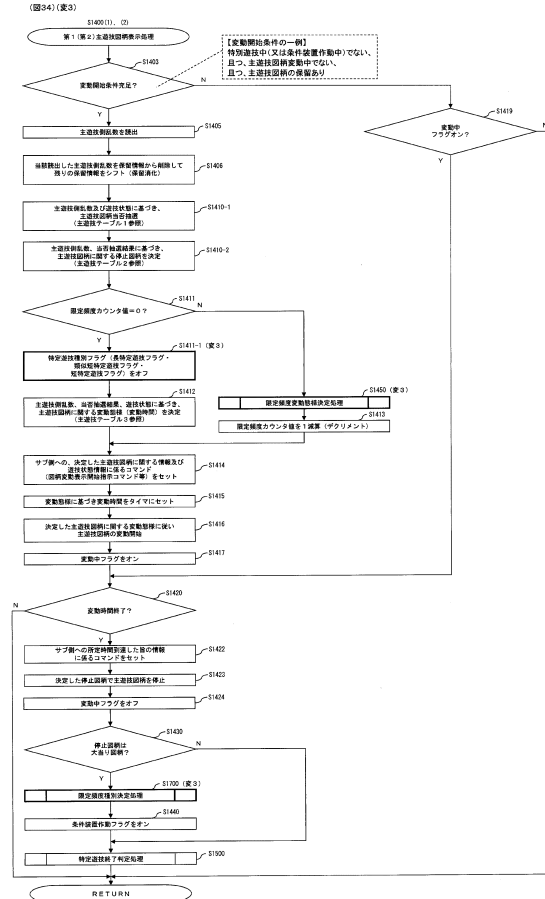 (図34)(変3)
S1400(1)、(2)
第1(第2)主遊技図柄表示処理
【変動開始条件の一例】
特別遊技中(又は条件装置作動中)でない、
且つ、主遊技図柄変動中でない、
且つ、主遊技図柄の保留あり
S1403
変動開始条件充足?
N
Y
S1419
変動中
フラグオン?
N
Y
S1405
主遊技側乱数を読出
S1406
当該読出した主遊技側乱数を保留情報から削除して
残りの保留情報をシフト(保留消化)
S1410-1
主遊技側乱数及び遊技状態に基づき、
主遊技図柄当否抽選
(主遊技テーブル1参照)
S1410-2
主遊技側乱数、当否抽選結果に基づき、
主遊技図柄に関する停止図柄を決定
(主遊技テーブル2参照)
S1411
限定頻度カウンタ値=0?
N
Y
S1411-1(変3)
特定遊技種別フラグ(長特定遊技フラグ・
類似短特定遊技フラグ・
短特定遊技フラグ)をオフ
S1412
主遊技側乱数、当否抽選結果、遊技状態に基づき、
主遊技図柄に関する変動態様(変動時間)を決定
(主遊技テーブル3参照)
S1450(変3)
限定頻度変動態様決定処理
S1413
限定頻度カウンタ値を1減算(デクリメント)
S1414
サブ側への、決定した主遊技図柄に関する情報及び
遊技状態情報に係るコマンド
(図柄変動表示開始指示コマンド等)をセット
S1415
変動態様に基づき変動時間をタイマにセット
S1416
決定した主遊技図柄に関する変動態様に従い
主遊技図柄の変動開始
S1417
変動中フラグをオン
S1420
変動時間終了?
N
Y
S1422
サブ側への所定時間到達した旨の情報
に係るコマンドをセット
S1423
決定した停止図柄で主遊技図柄を停止
S1424
変動中フラグをオフ
S1430
停止図柄は
大当り図柄?
N
Y
S1700(変3)
限定頻度種別決定処理
S1440
条件装置作動フラグをオン
S1500
特定遊技終了判定処理
RETURN